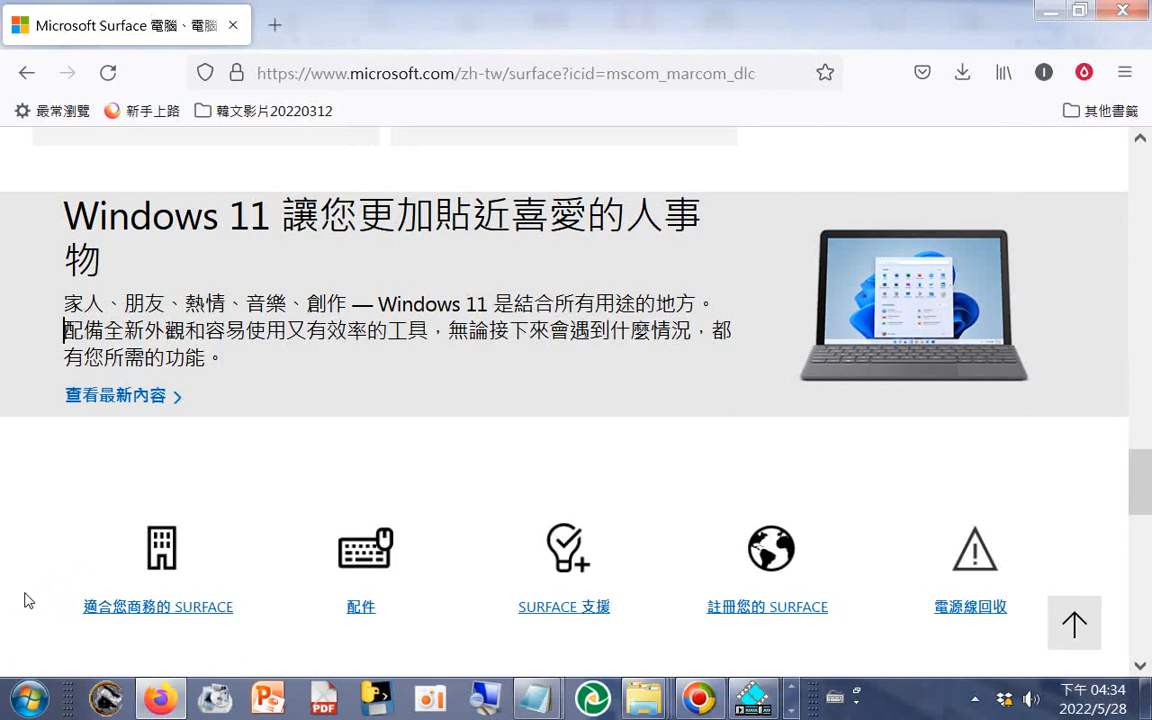 Microsoft Surface 電腦、電腦
https://www.microsoft.com/zh-tw/surface?icid=mscom_marcom_dlc
最常瀏覽 新手上路 韓文影片20220312 其他書籤
Windows 11 讓您更加貼近喜愛的人事
物
家人、朋友、熱情、音樂、創作 — Windows 11 是結合所有用途的地方。
配備全新外觀和容易使用又有效率的工具，無論接下來會遇到什麼情況，都
有您所需的功能。
查看最新內容
適合您商務的 SURFACE 配件 SURFACE 支援 註冊您的 SURFACE 電源線回收
下午 04:34
2022/5/28